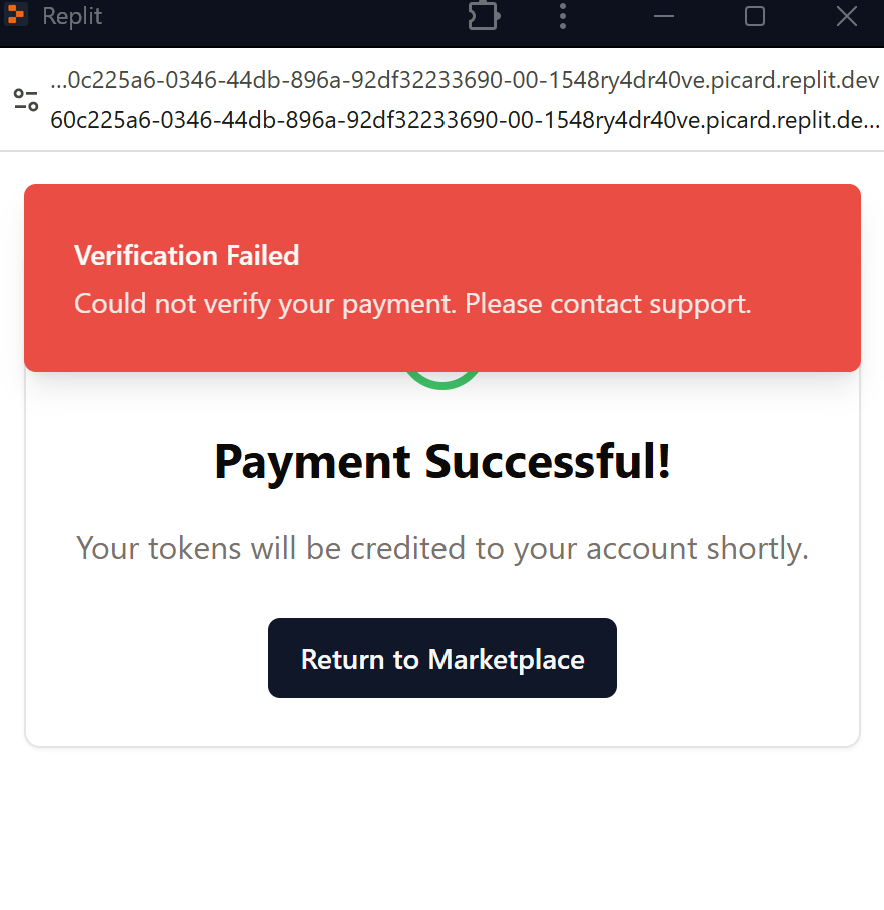 Replit
...0c225a6-0346-44db-896a-92df32233690-00-1548ry4dr40ve.picard.replit.dev
60c225a6-0346-44db-896a-92df32233690-00-1548ry4dr40ve.picard.replit.de...
Verification Failed
Could not verify your payment. Please contact support.
Payment Successful!
Your tokens will be credited to your account shortly.
Return to Marketplace